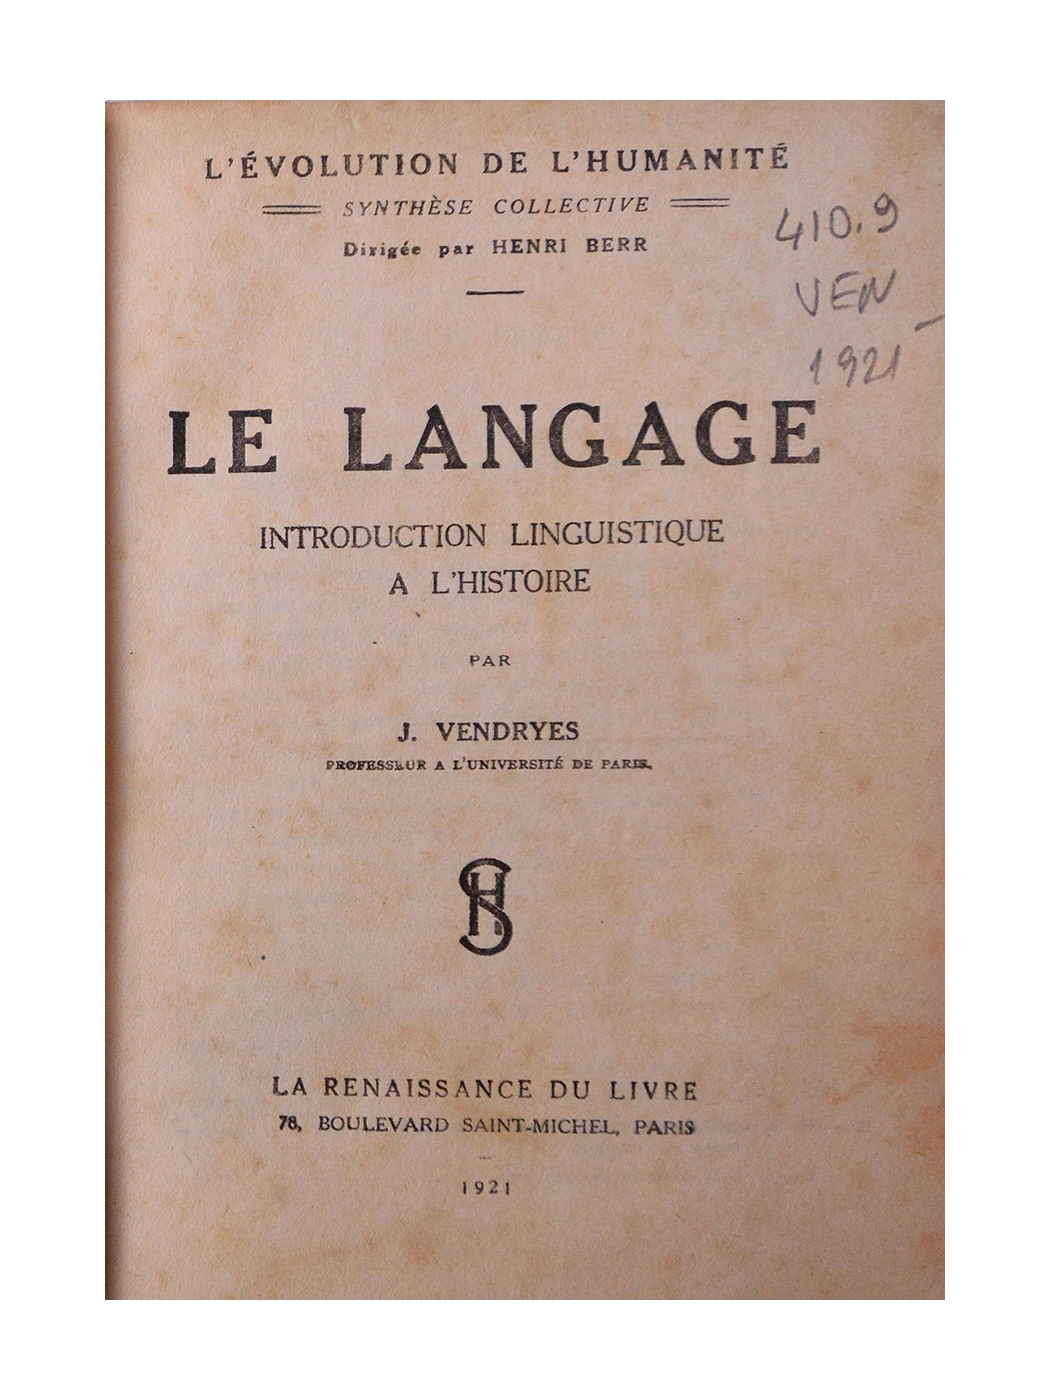 L'ÉVOLUTION DE L'HUMANITÉ
SYNTHÈSE COLLECTIVE
Dirigée par HENRI BERR
410.9
VEN
1921
LE LANGAGE
INTRODUCTION LINGUISTIQUE
A L'HISTOIRE
PAR
J. VENDRYES
PROFESSEUR A L'UNIVERSITÉ DE PARIS.
SH
LA RENAISSANCE DU LIVRE
78, BOULEVARD SAINT-MICHEL, PARIS
1921